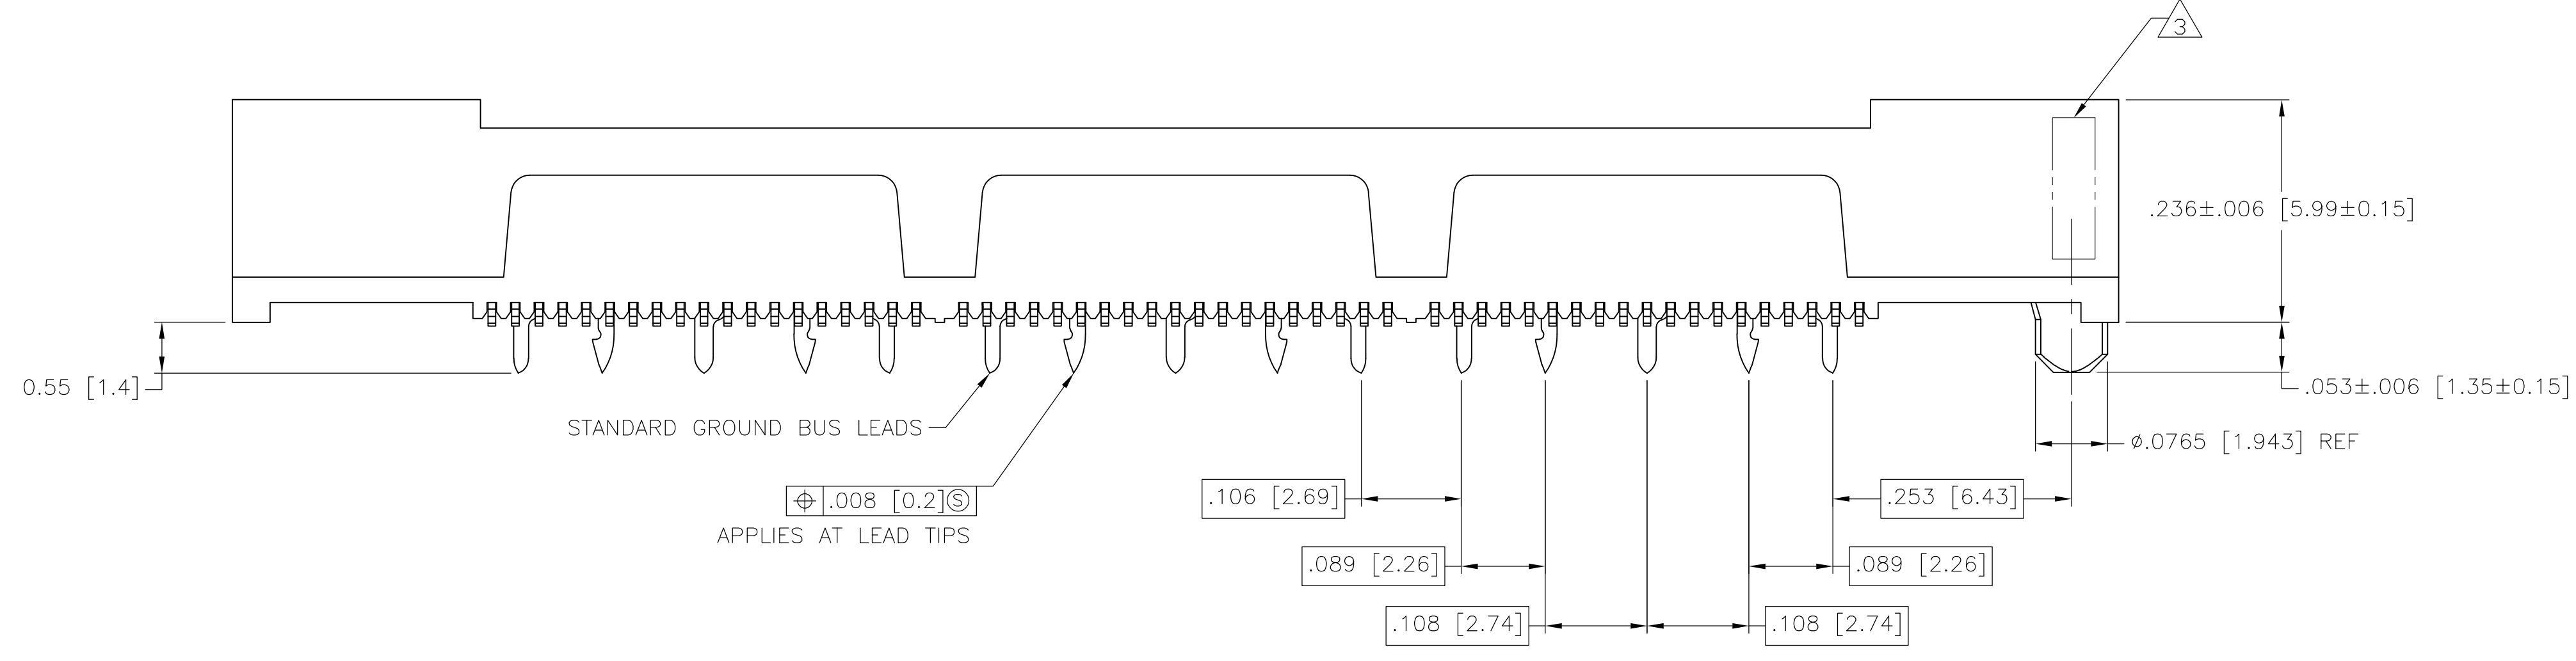 3
.236±.006 [5.99±0.15]
0.55 [1.4]
.053±.006 [1.35±0.15]
STANDARD GROUND BUS LEADS
⌀.0765 [1.943] REF
⌖ .008 [0.2]Ⓢ
.106 [2.69]
.253 [6.43]
APPLIES AT LEAD TIPS
.089 [2.26]
.089 [2.26]
.108 [2.74]
.108 [2.74]